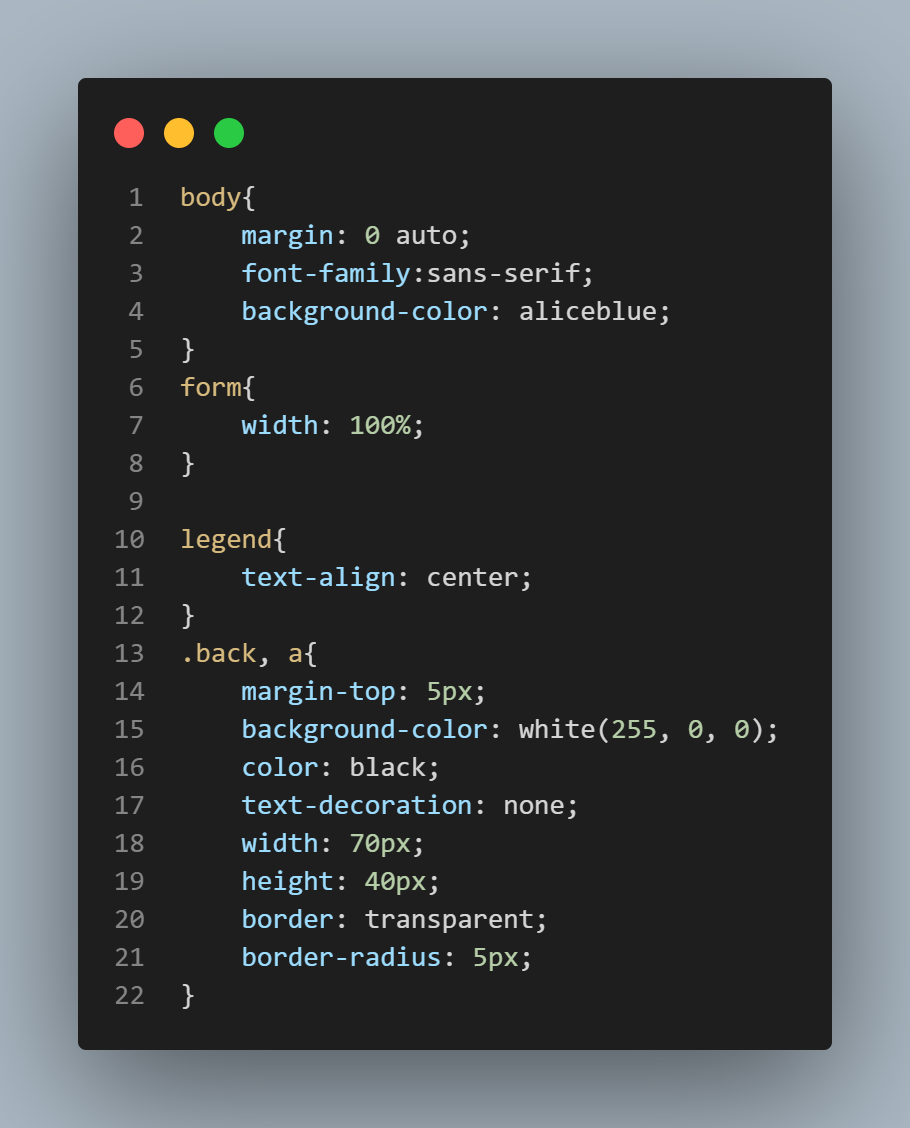 1 body{
2     margin: 0 auto;
3     font-family:sans-serif;
4     background-color: aliceblue;
5 }
6 form{
7     width: 100%;
8 }
9
10 legend{
11     text-align: center;
12 }
13 .back, a{
14     margin-top: 5px;
15     background-color: white(255, 0, 0);
16     color: black;
17     text-decoration: none;
18     width: 70px;
19     height: 40px;
20     border: transparent;
21     border-radius: 5px;
22 }